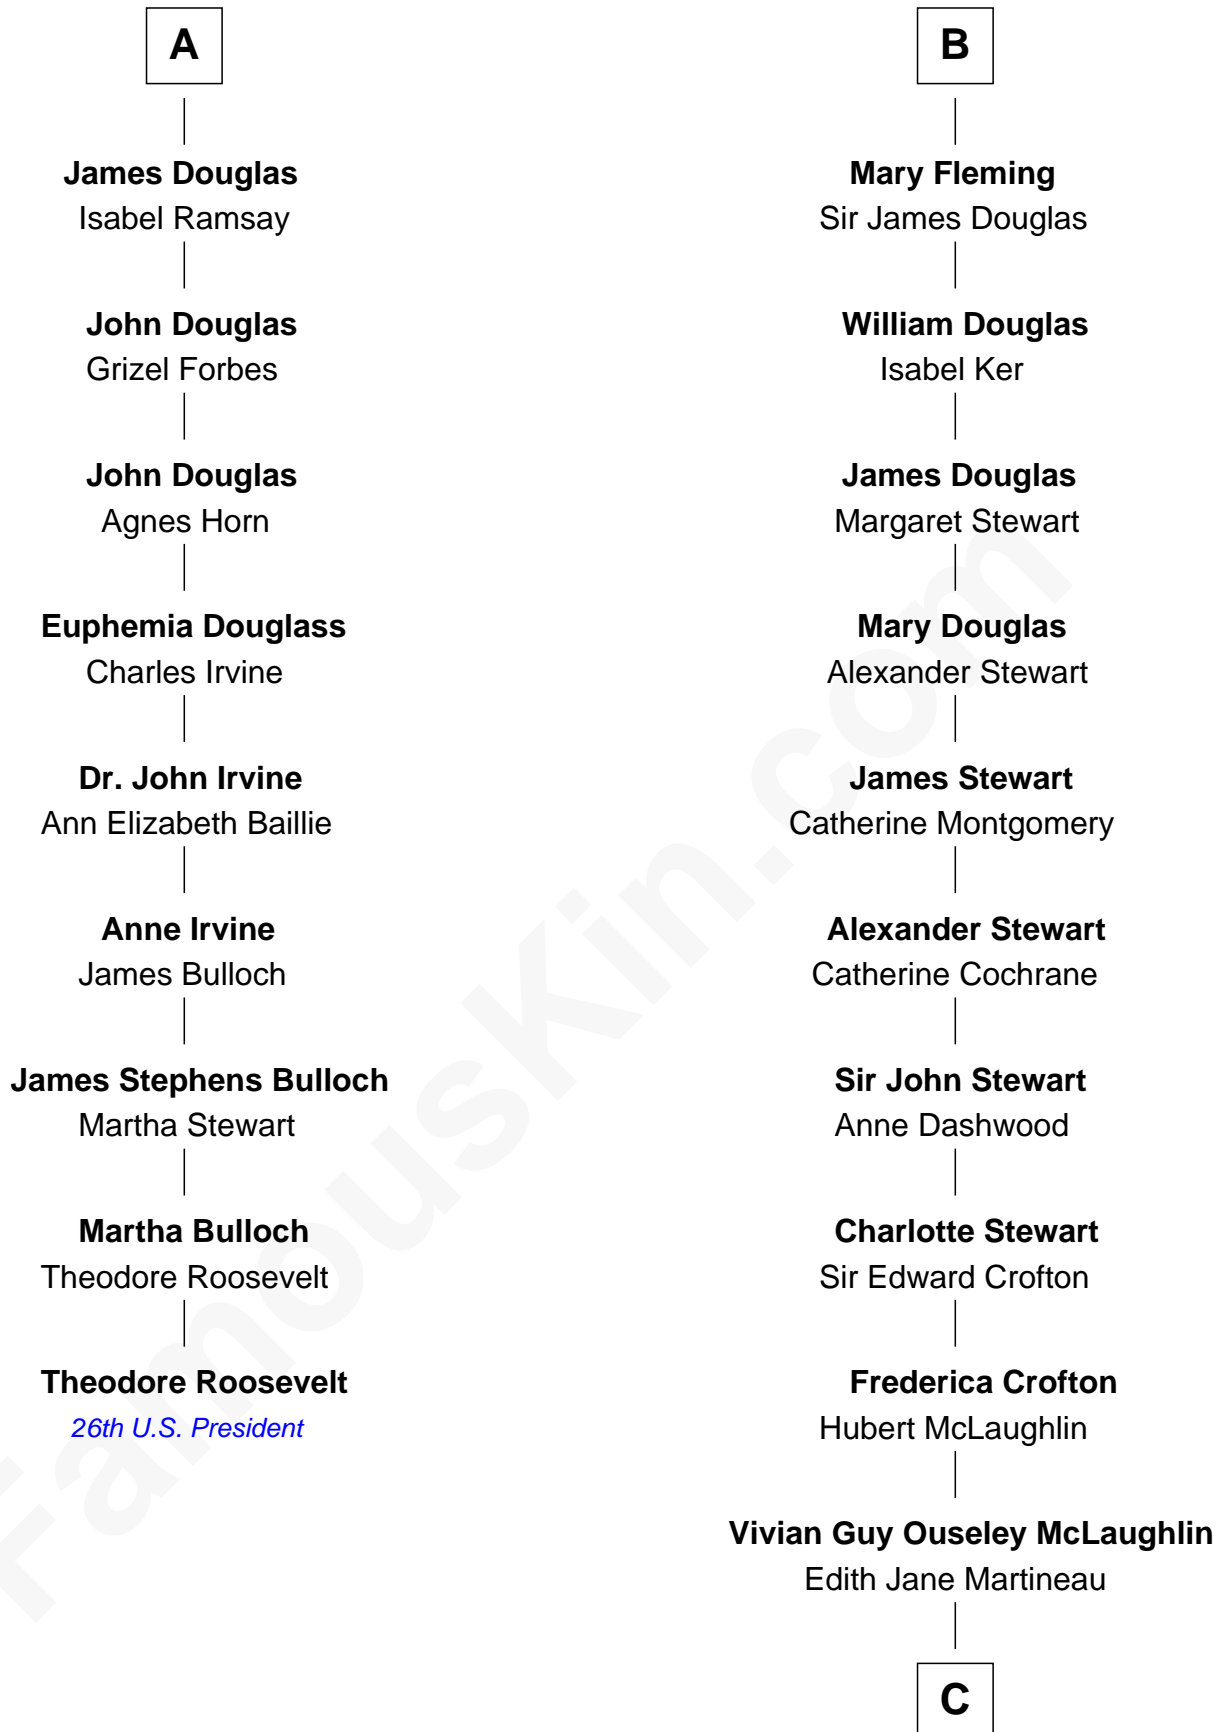 A
James Douglas
Isabel Ramsay
John Douglas
Grizel Forbes
John Douglas
Agnes Horn
Euphemia Douglass
Charles Irvine
Dr. John Irvine
Ann Elizabeth Baillie
Anne Irvine
James Bulloch
James Stephens Bulloch
Martha Stewart
Martha Bulloch
Theodore Roosevelt
Theodore Roosevelt
26th U.S. President
B
Mary Fleming
Sir James Douglas
William Douglas
Isabel Ker
James Douglas
Margaret Stewart
Mary Douglas
Alexander Stewart
James Stewart
Catherine Montgomery
Alexander Stewart
Catherine Cochrane
Sir John Stewart
Anne Dashwood
Charlotte Stewart
Sir Edward Crofton
Frederica Crofton
Hubert McLaughlin
Vivian Guy Ouseley McLaughlin
Edith Jane Martineau
C
FamousKin.com